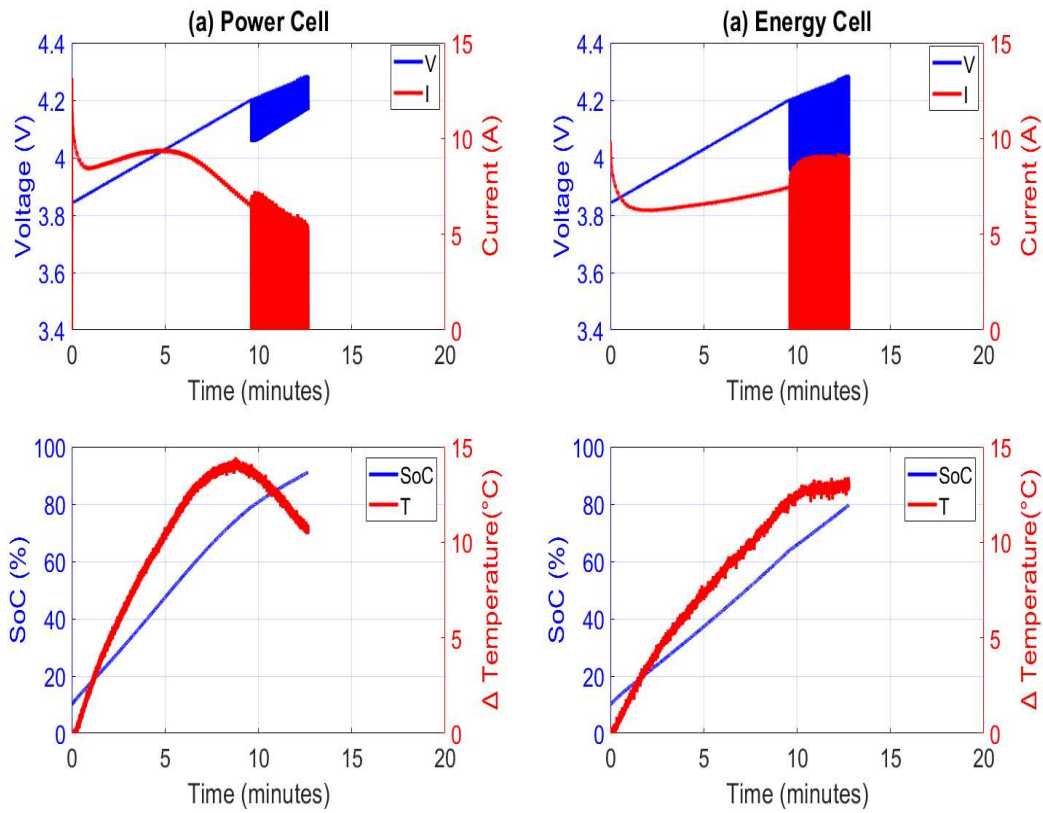 (a) Power Cell
4.4
4.2
4
3.8
3.6
3.4
Voltage (V)
V
I
15
10
5
0
Current (A)
0 5 10 15 20
Time (minutes)
(a) Energy Cell
4.4
4.2
4
3.8
3.6
3.4
Voltage (V)
V
I
15
10
5
0
Current (A)
0 5 10 15 20
Time (minutes)
100
80
60
40
20
0
SoC (%)
SoC
T
15
10
5
0
Δ Temperature(°C)
0 5 10 15 20
Time (minutes)
100
80
60
40
20
0
SoC (%)
SoC
T
15
10
5
0
Δ Temperature(°C)
0 5 10 15 20
Time (minutes)